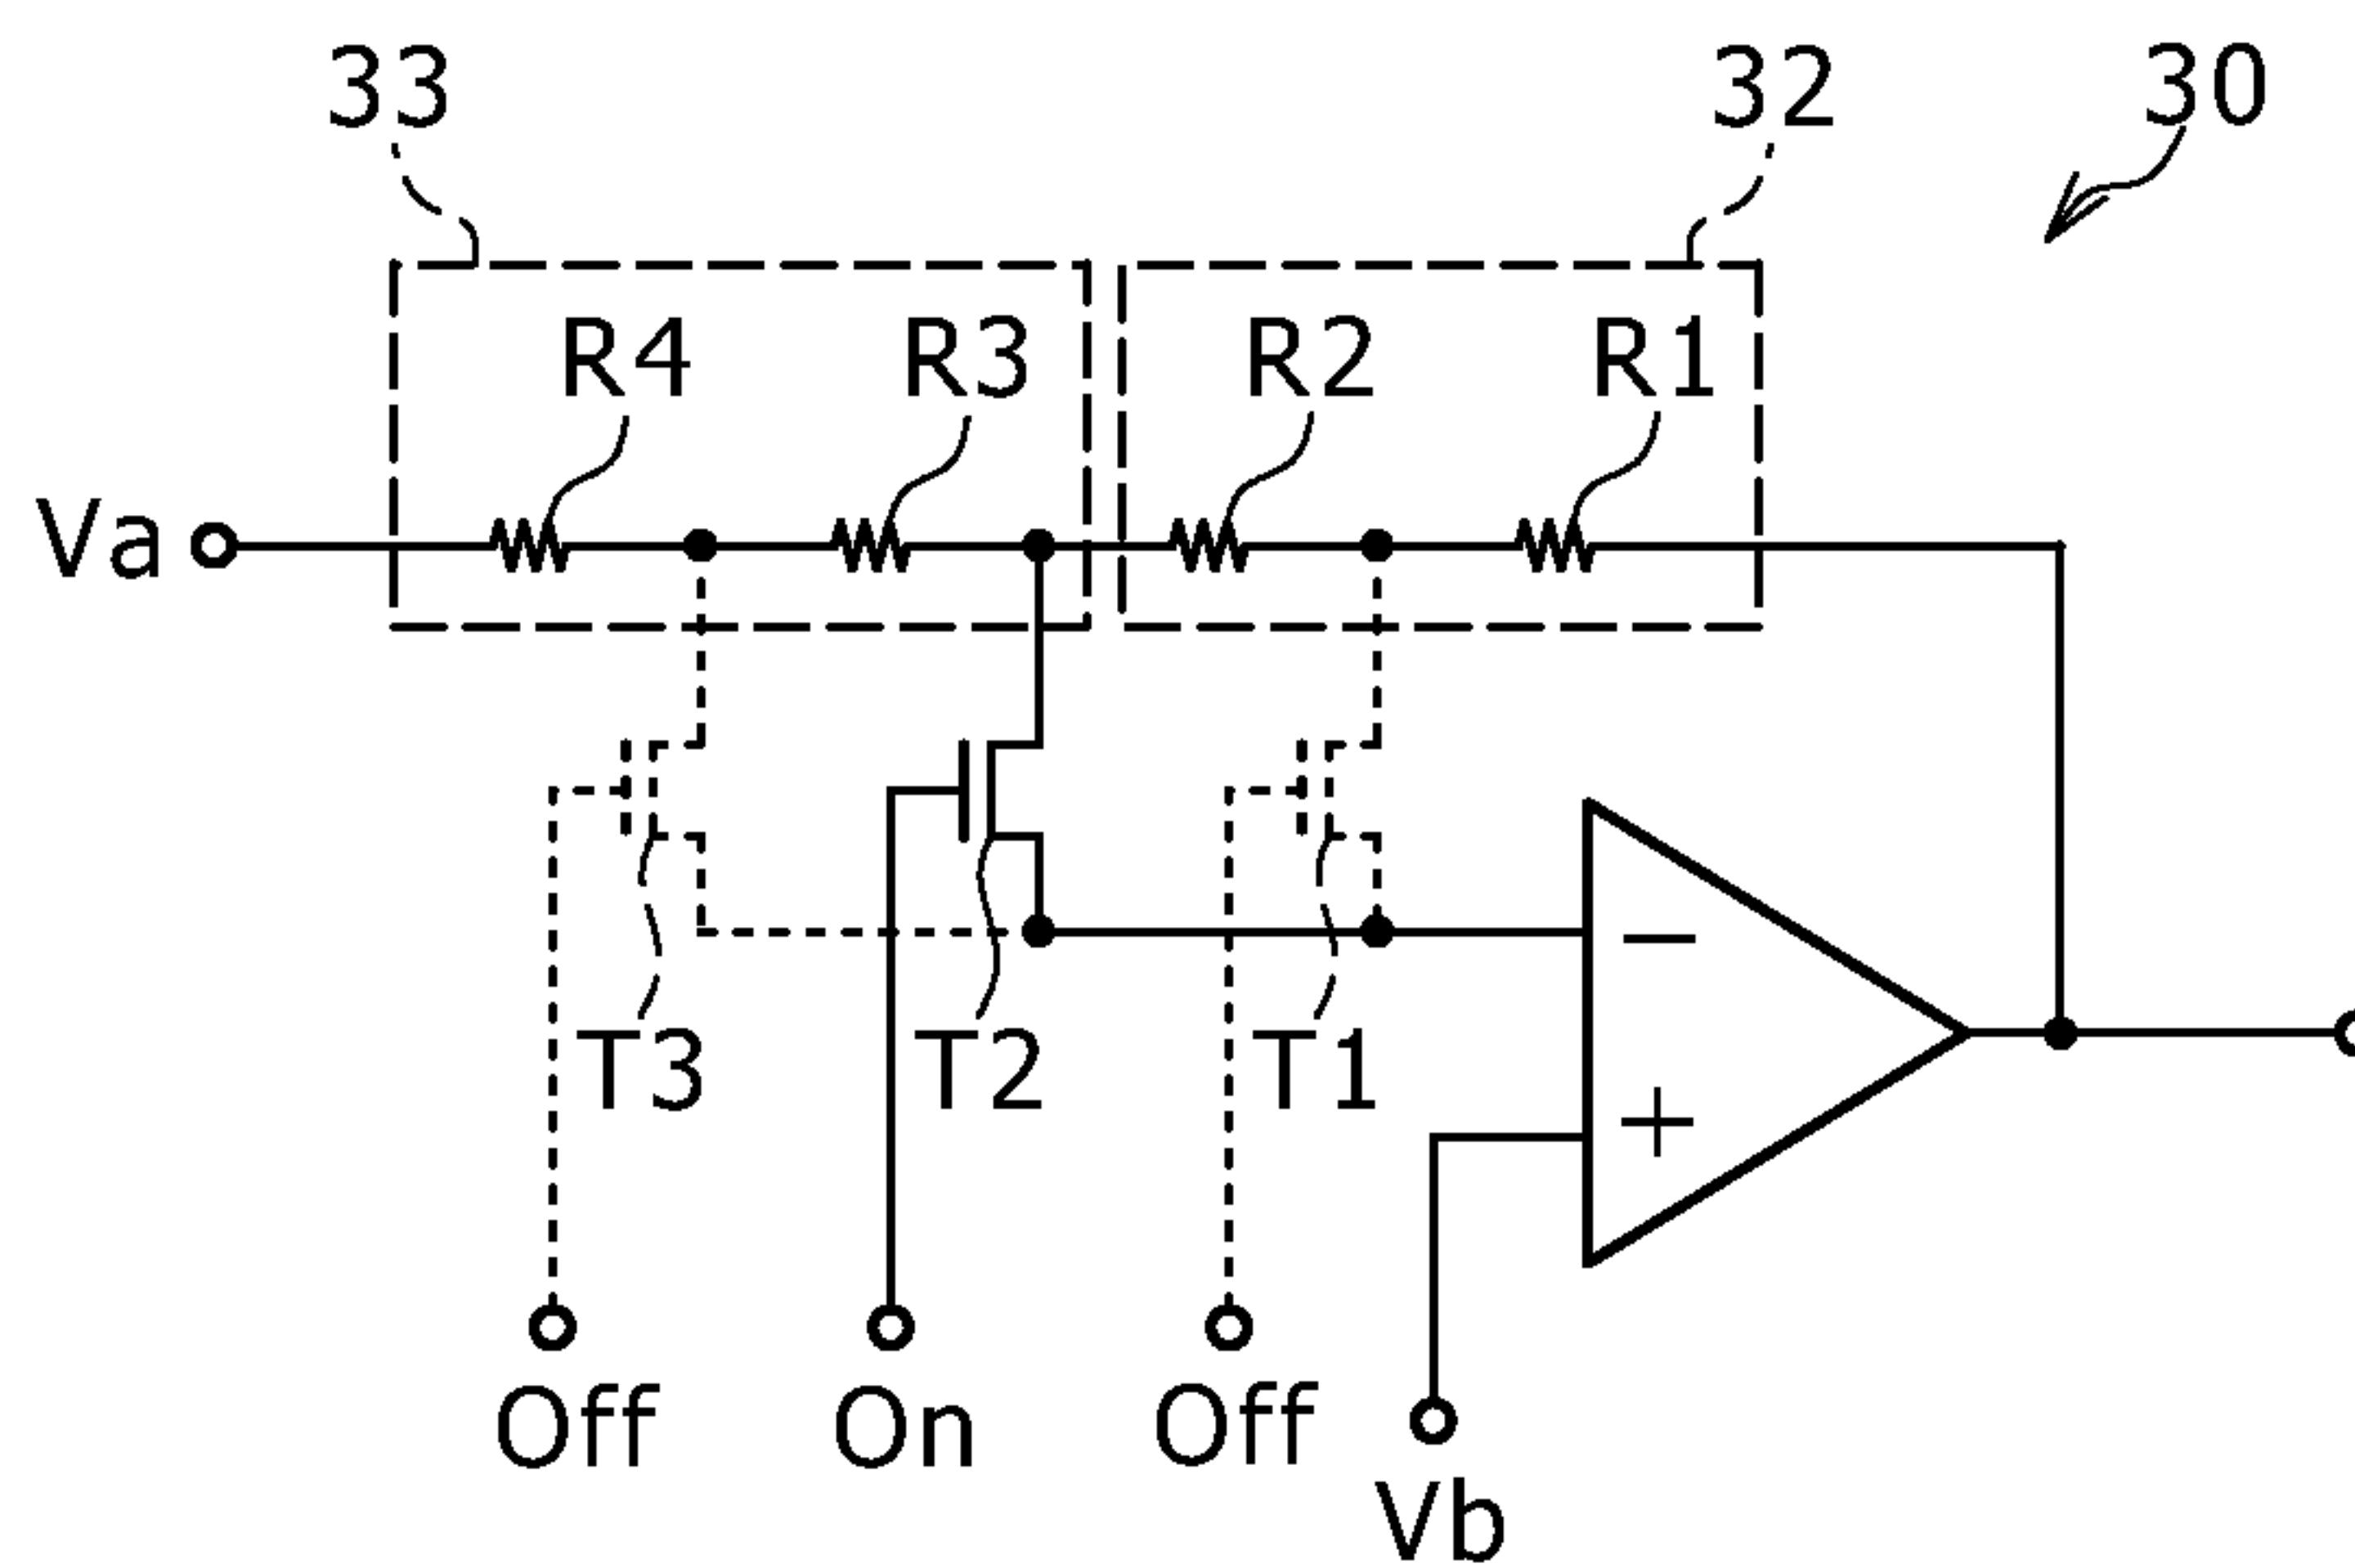 33 32 30
R4 R3 R2 R1
Va
−
T3 T2 T1
+
Off On Off
Vb